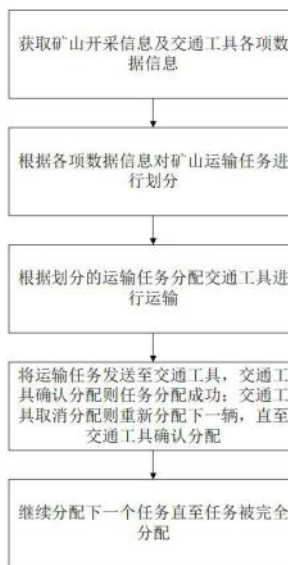 获取矿山开采信息及交通工具各项数
据信息
根据各项数据信息对矿山运输任务进
行划分
根据划分的运输任务分配交通工具进
行运输
将运输任务发送至交通工具，交通工
具确认分配则任务分配成功；交通工
具取消分配则重新分配下一辆，直至
交通工具确认分配
继续分配下一个任务直至任务被完全
分配